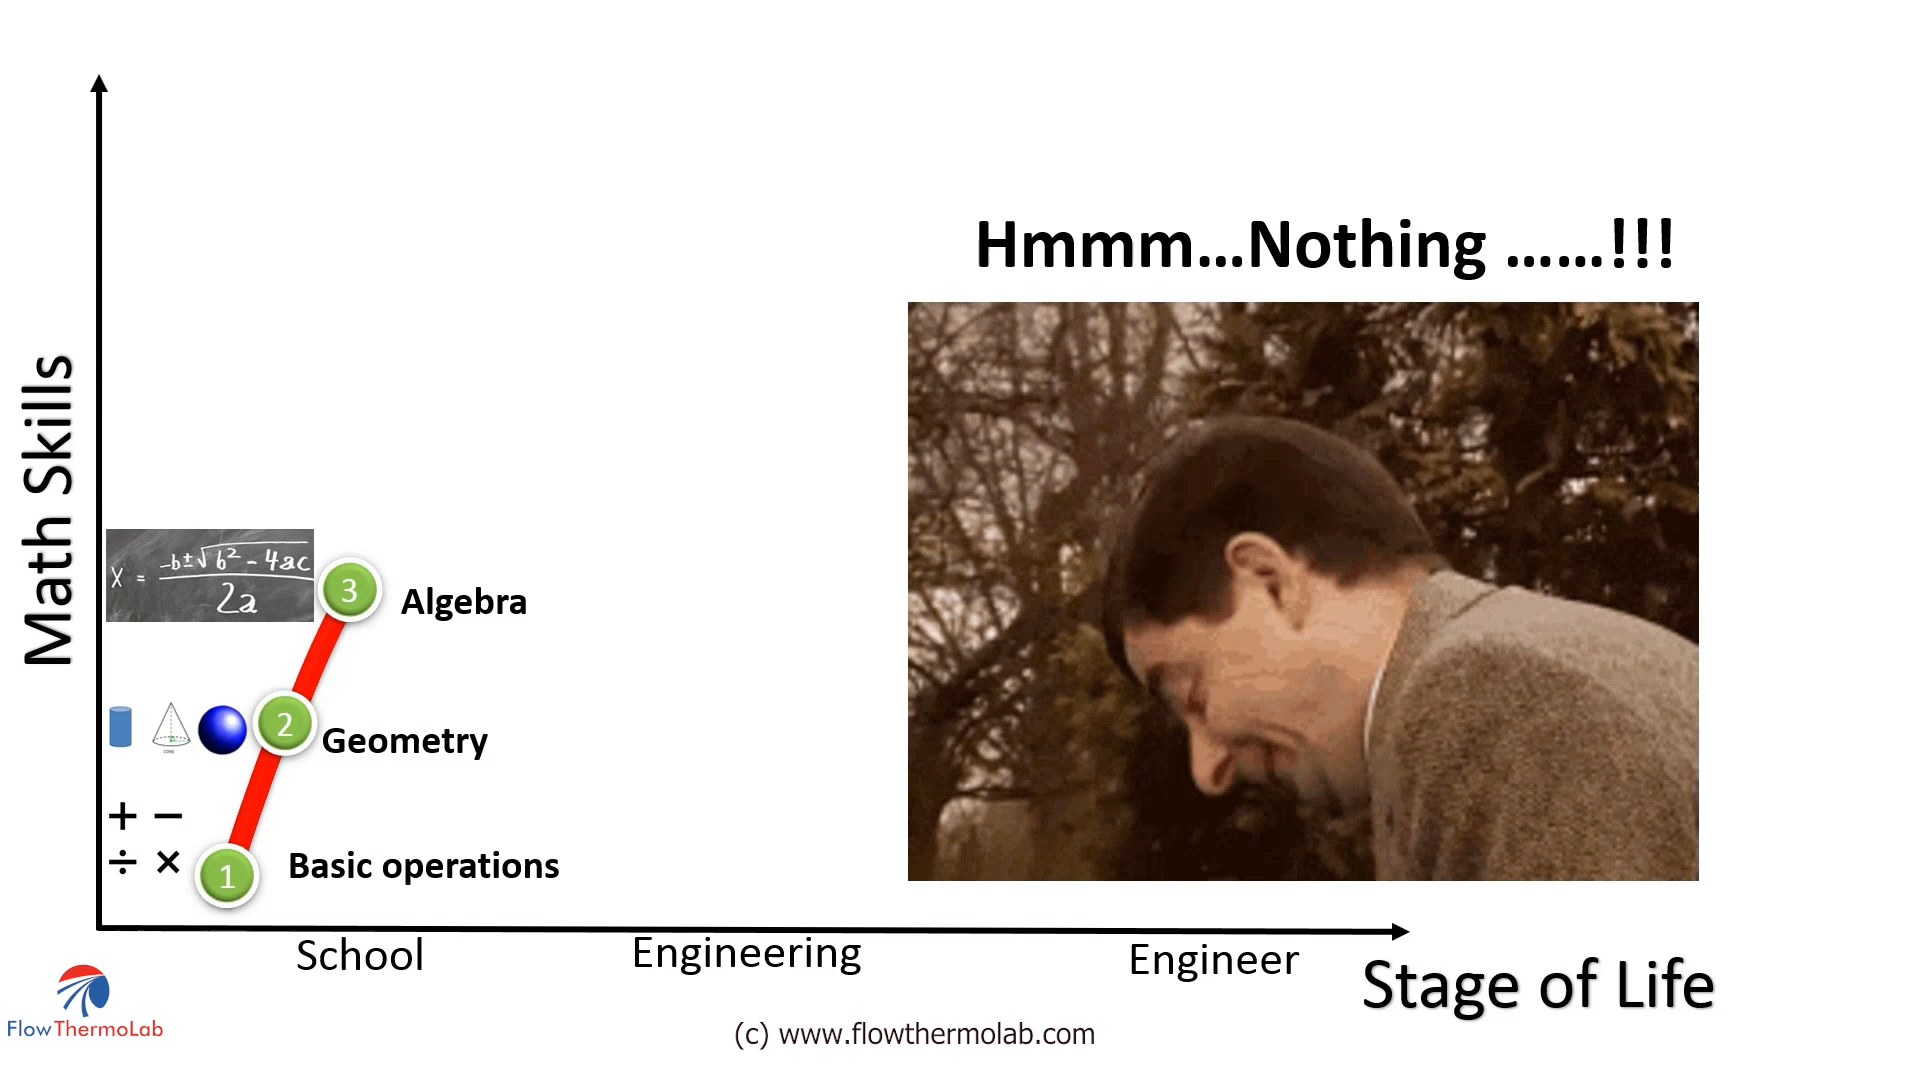 Hmmm...Nothing ......!!!
Math Skills
X = -b±√b² - 4ac
2a
3
Algebra
2
Geometry
+ −
÷ ×
1
Basic operations
School
Engineering
Engineer
Stage of Life
FlowThermoLab
(c) www.flowthermolab.com